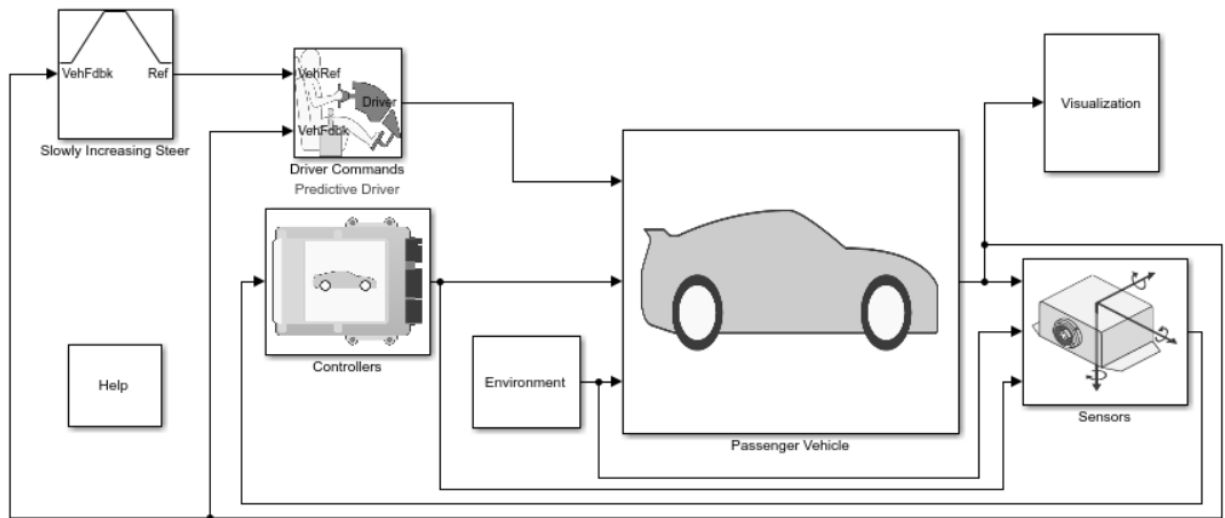 VehFdbk
Ref
Slowly Increasing Steer
VehRef
Driver
VehFdbk
Driver Commands
Predictive Driver
Visualization
Controllers
Help
Environment
Passenger Vehicle
Sensors